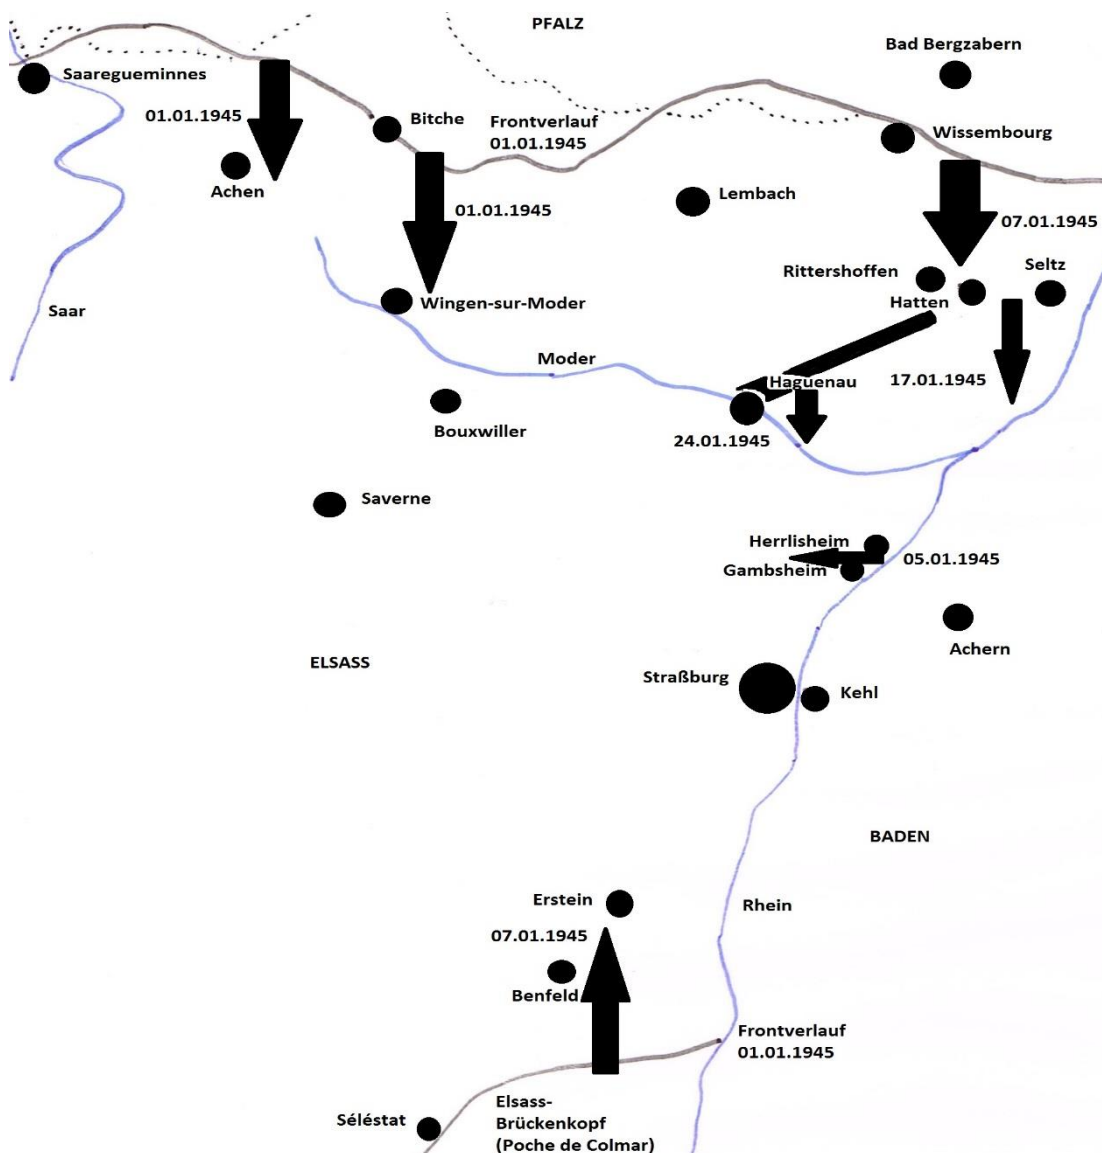 PFALZ
Bad Bergzabern
Saaregueminnes
01.01.1945
Bitche
Frontverlauf
01.01.1945
Wissembourg
Achen
Lembach
01.01.1945
07.01.1945
Rittershoffen
Seltz
Hatten
Wingen-sur-Moder
Saar
Moder
Haguenau
17.01.1945
Bouxwiller
24.01.1945
Saverne
Herrlisheim
05.01.1945
Gambsheim
Achern
ELSASS
Straßburg
Kehl
BADEN
Erstein
Rhein
07.01.1945
Benfeld
Frontverlauf
01.01.1945
Elsass-
Brückenkopf
(Poche de Colmar)
Séléstat